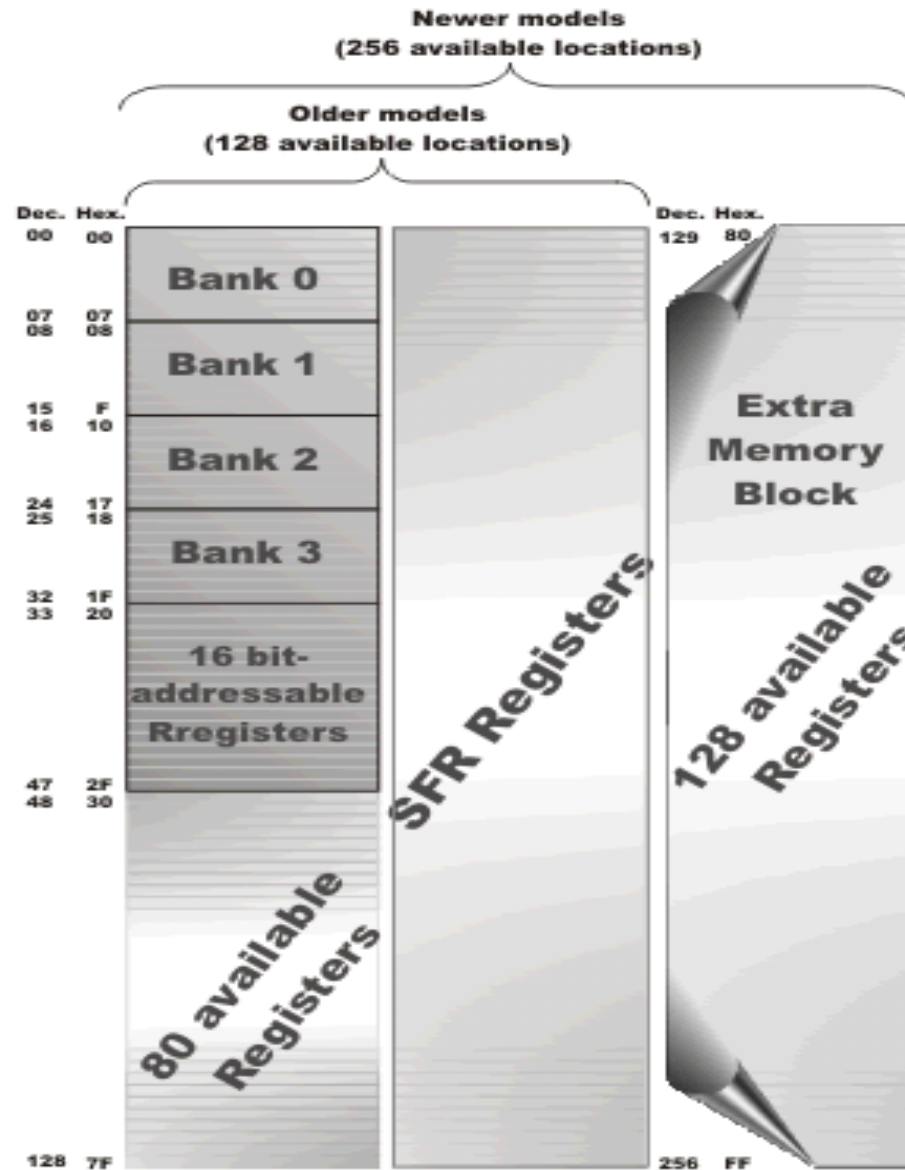 Newer models
(256 available locations)
Older models
(128 available locations)
Dec. Hex.
00 00
Bank 0
07 07
08 08
Bank 1
15 F
16 10
Bank 2
24 17
25 18
Bank 3
32 1F
33 20
16 bit-
addressable
Rregisters
47 2F
48 30
80 available
Registers
128 7F
SFR Registers
Dec. Hex.
129 80
Extra
Memory
Block
128 available
Registers
256 FF